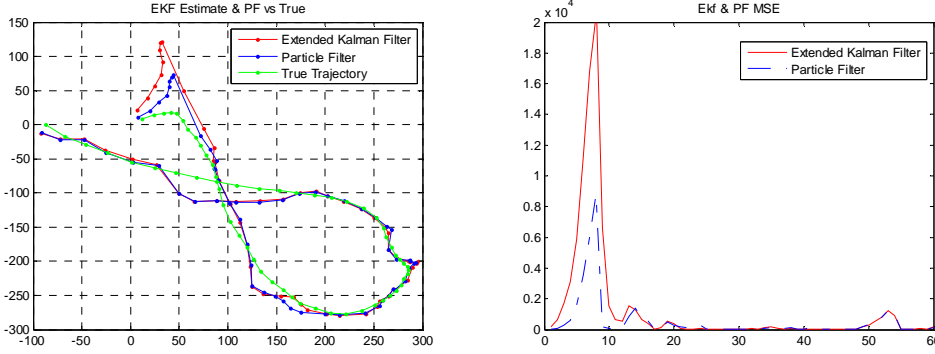 EKF Estimate & PF vs True
150
100
50
0
-50
-100
-150
-200
-250
-300
-100 -50 0 50 100 150 200 250 300
Extended Kalman Filter
Particle Filter
True Trajectory
Ekf & PF MSE
x 10⁴
2
1.8
1.6
1.4
1.2
1
0.8
0.6
0.4
0.2
0
0 10 20 30 40 50 60
Extended Kalman Filter
Particle Filter